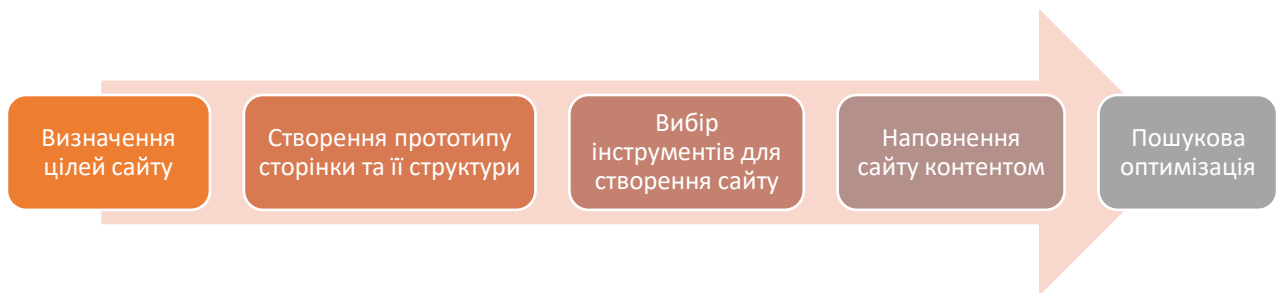 Визначення
цілей сайту
Створення прототипу
сторінки та її структури
Вибір
інструментів для
створення сайту
Наповнення
сайту контентом
Пошукова
оптимізація